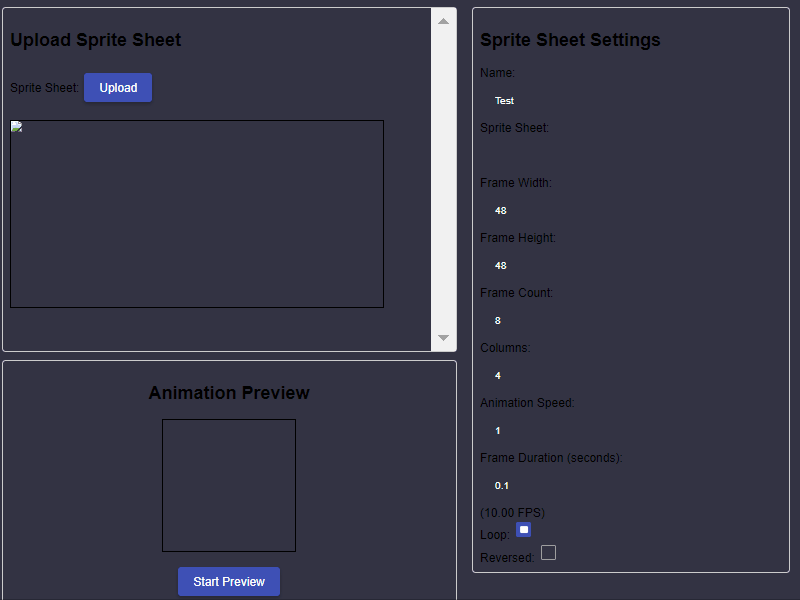 Upload Sprite Sheet
Sprite Sheet: Upload
Animation Preview
Start Preview
Sprite Sheet Settings
Name:
Test
Sprite Sheet:
Frame Width:
48
Frame Height:
48
Frame Count:
8
Columns:
4
Animation Speed:
1
Frame Duration (seconds):
0.1
(10.00 FPS)
Loop:
Reversed: